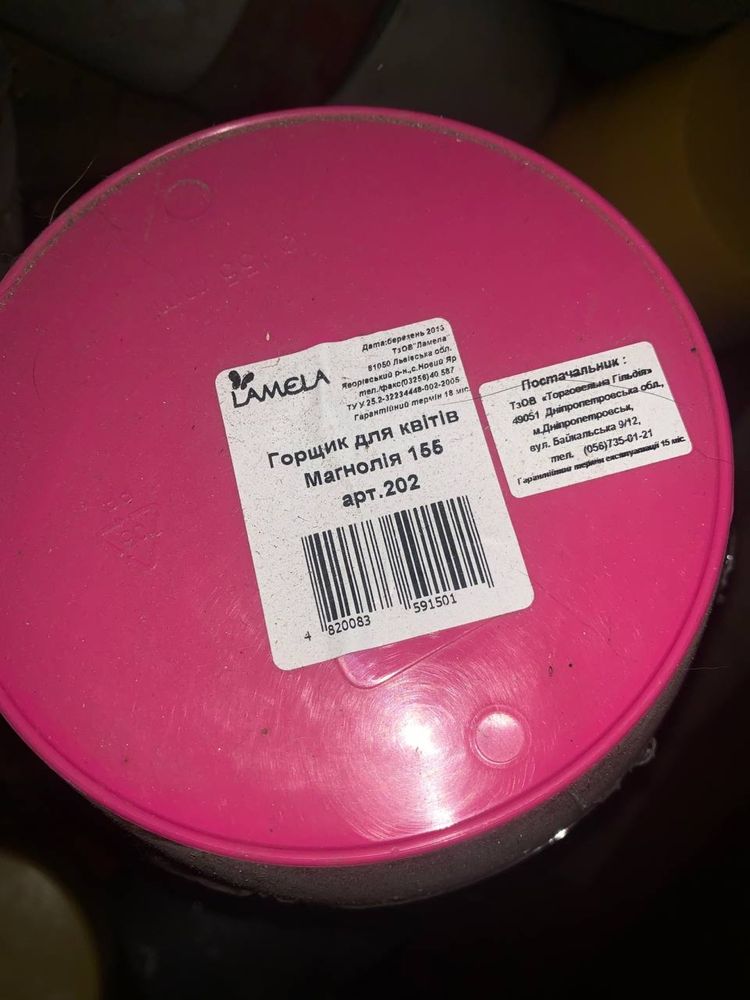 LAMELA
Дата:березень 2015
ТзОВ"Ламела"
81050 Львівська обл.
Яворівський р-н.,с.Новий Яр
тел./факс(03256)40 587
ТУ У 25.2-32234448-002-2005
Гарантійний термін 18 міс.
Горщик для квітів
Магнолія 155
арт.202
4 820083 591501
Постачальник :
ТзОВ «Торговельна Гільдія»
49051 Дніпропетровська обл.,
м.Дніпропетровськ,
вул. Байкальська 9/12,
тел. (056)735-01-21
Гарантійний термін експлуатації 15 міс.